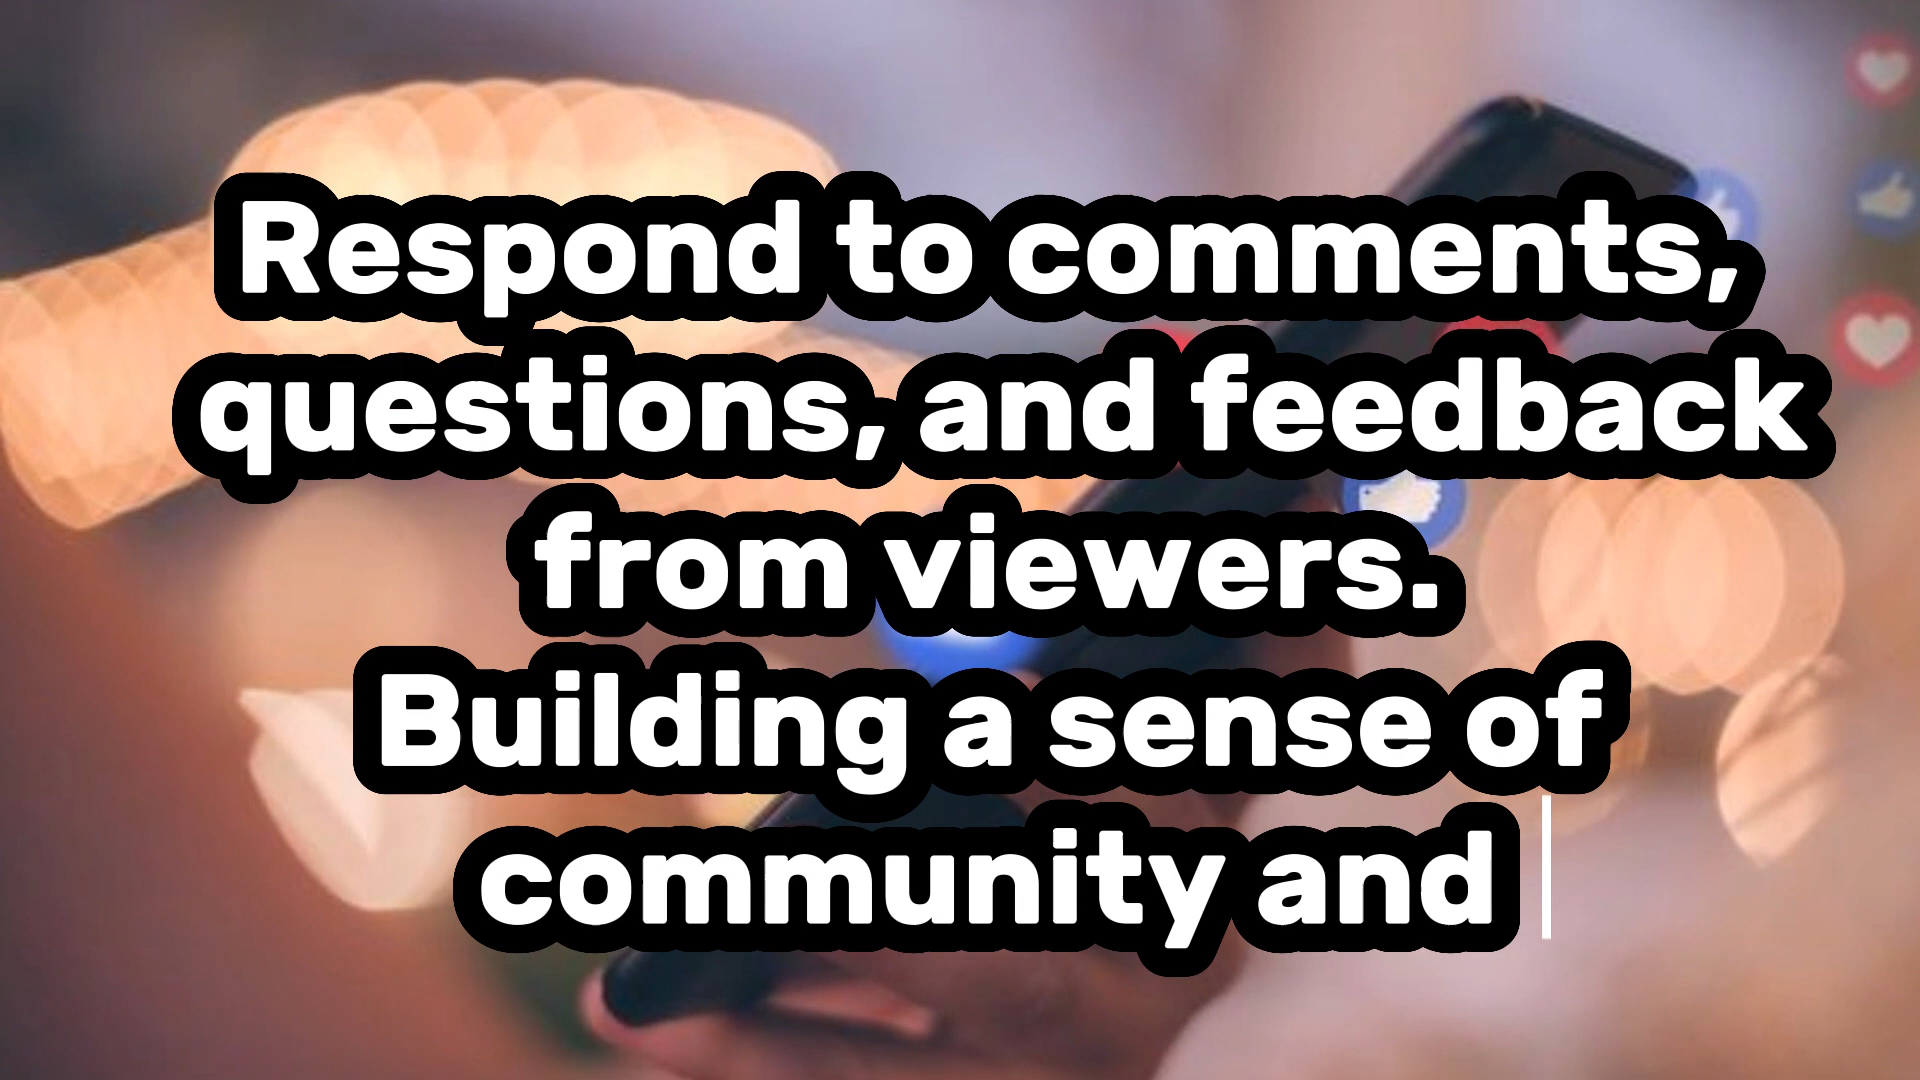 Respond to comments,
questions, and feedback
from viewers.
Building a sense of
community and